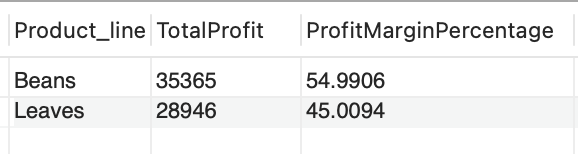 Product_line TotalProfit ProfitMarginPercentage
Beans 35365 54.9906
Leaves 28946 45.0094